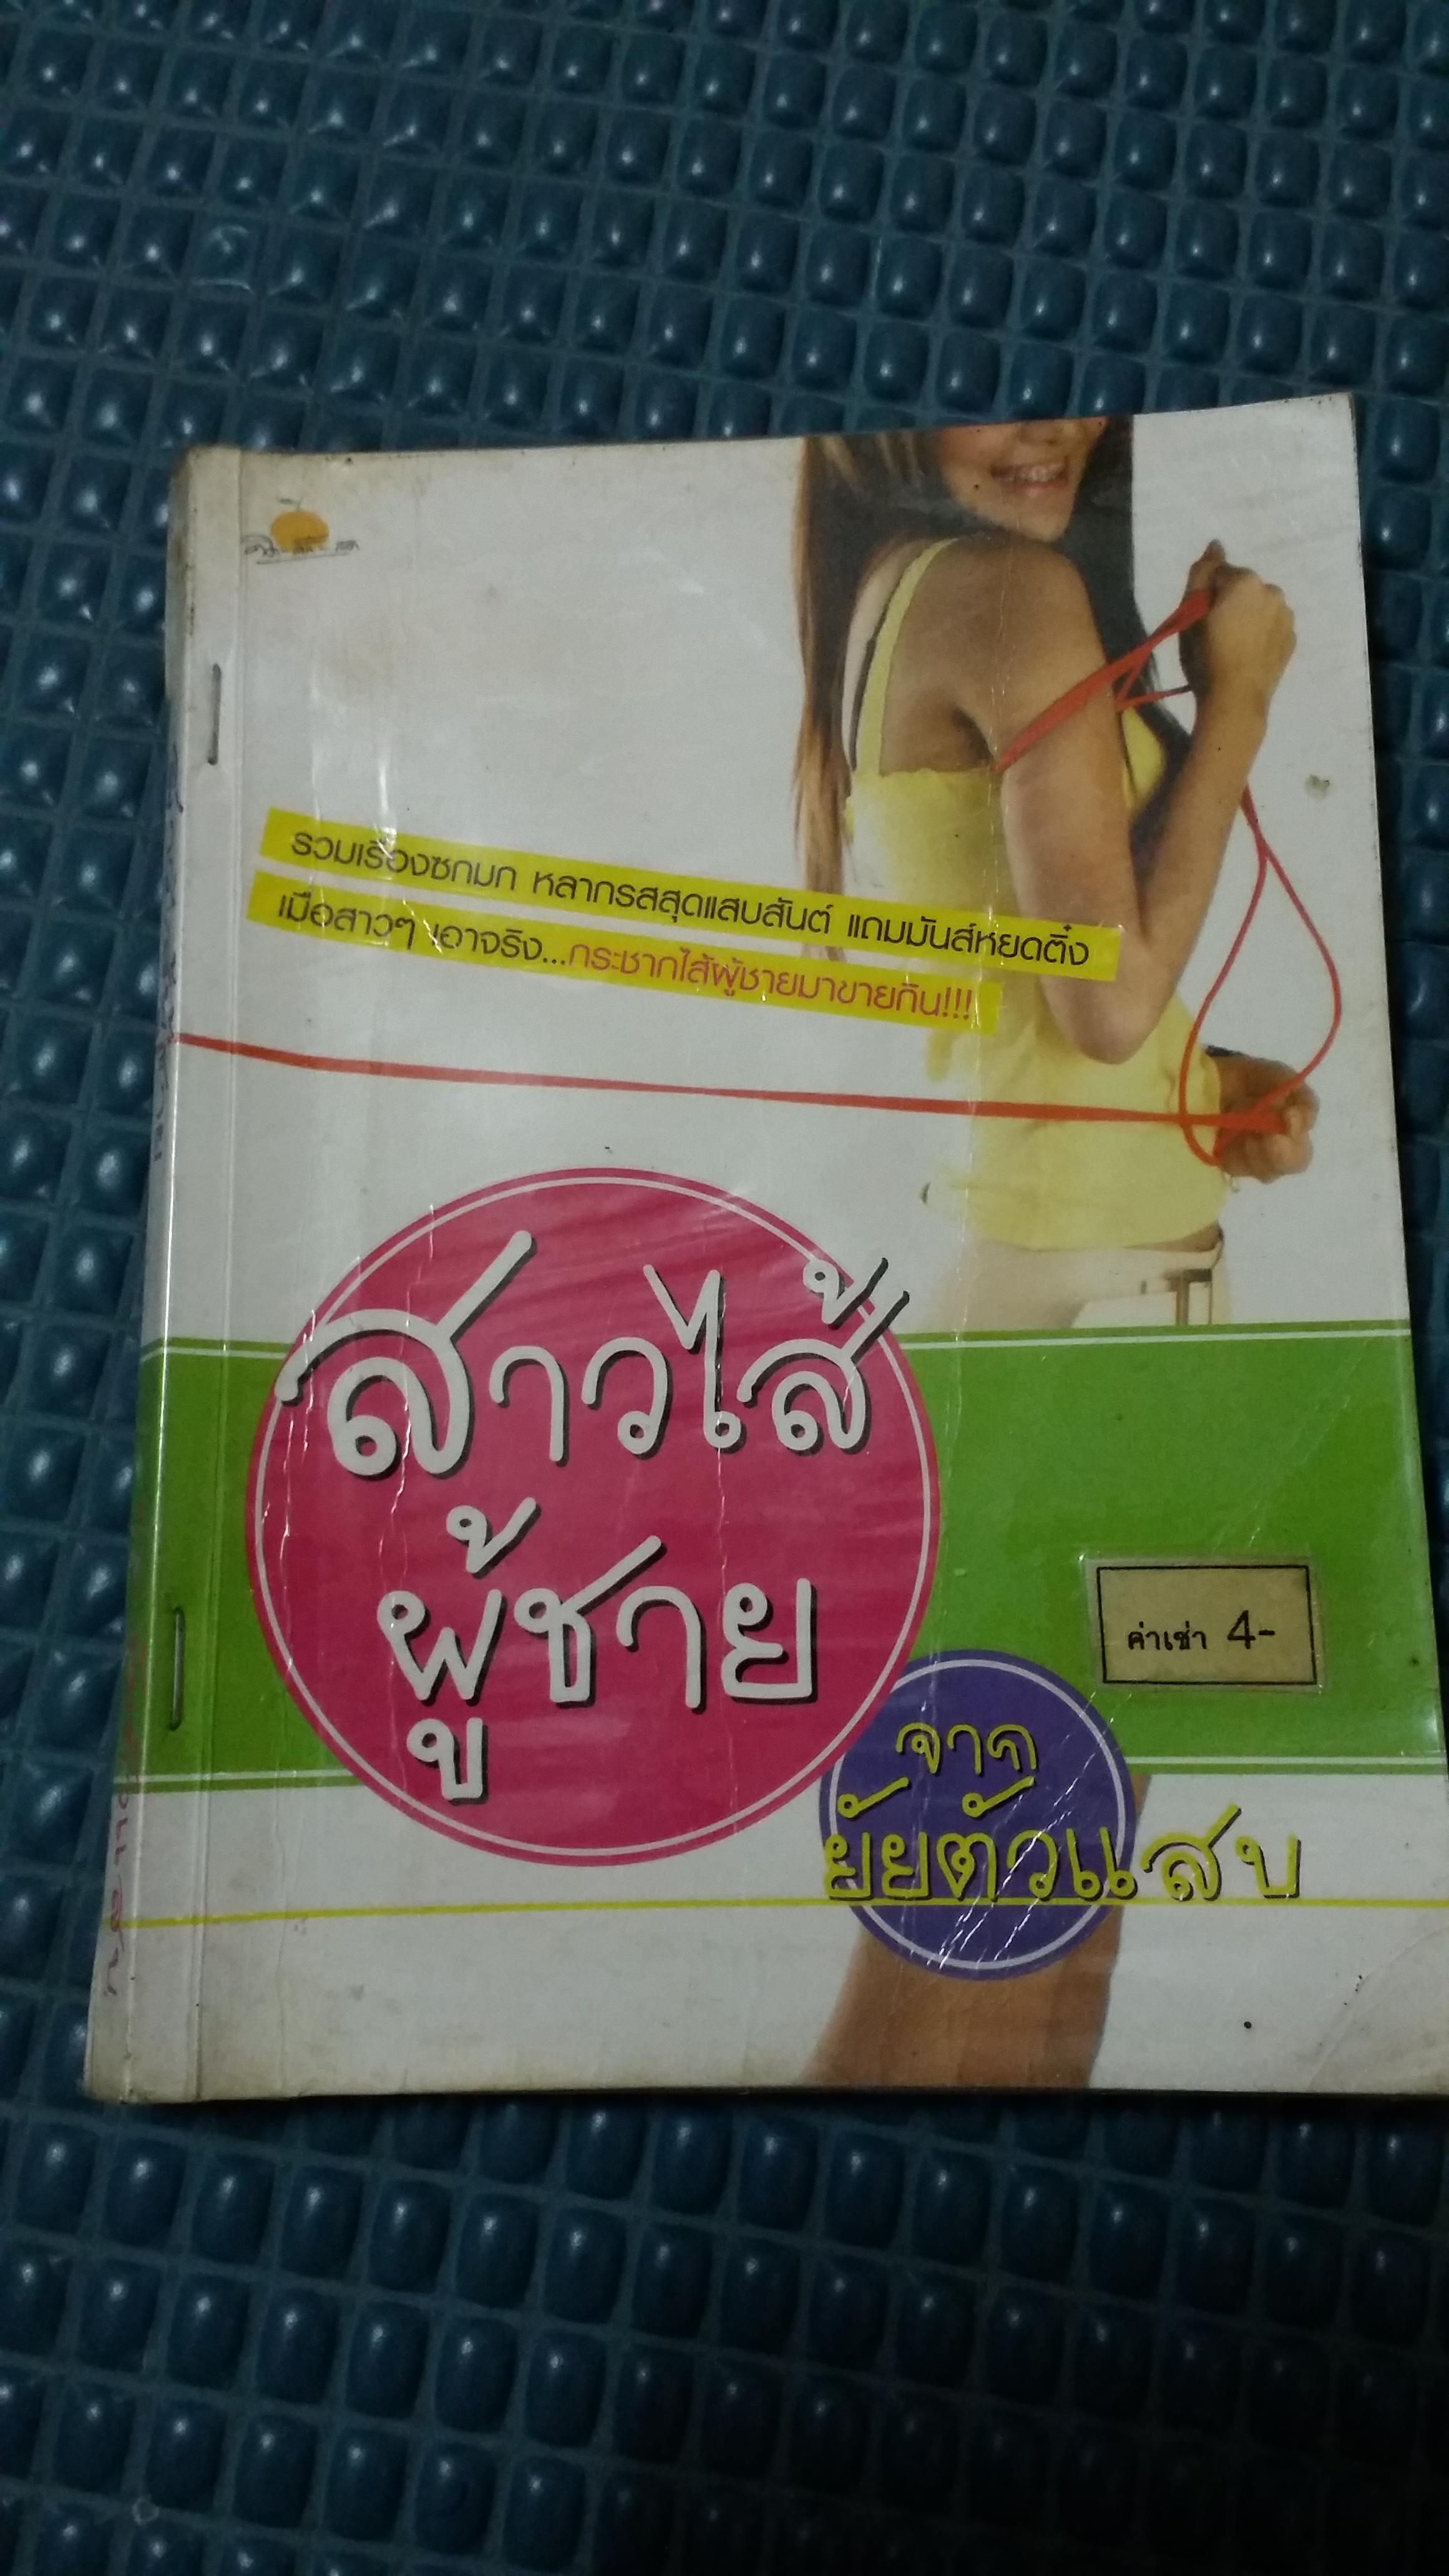 รวมเรื่องซกมก หลากรสสุดแสบสันต์ แถมมันส์หยดติ๋ง
เมื่อสาวๆ เอาจริง...กระชากไส้ผู้ชายมาขายกิน!!!
สาวไส้
ผู้ชาย
ค่าเช่า 4-
จาก
ยัยตัวแสบ